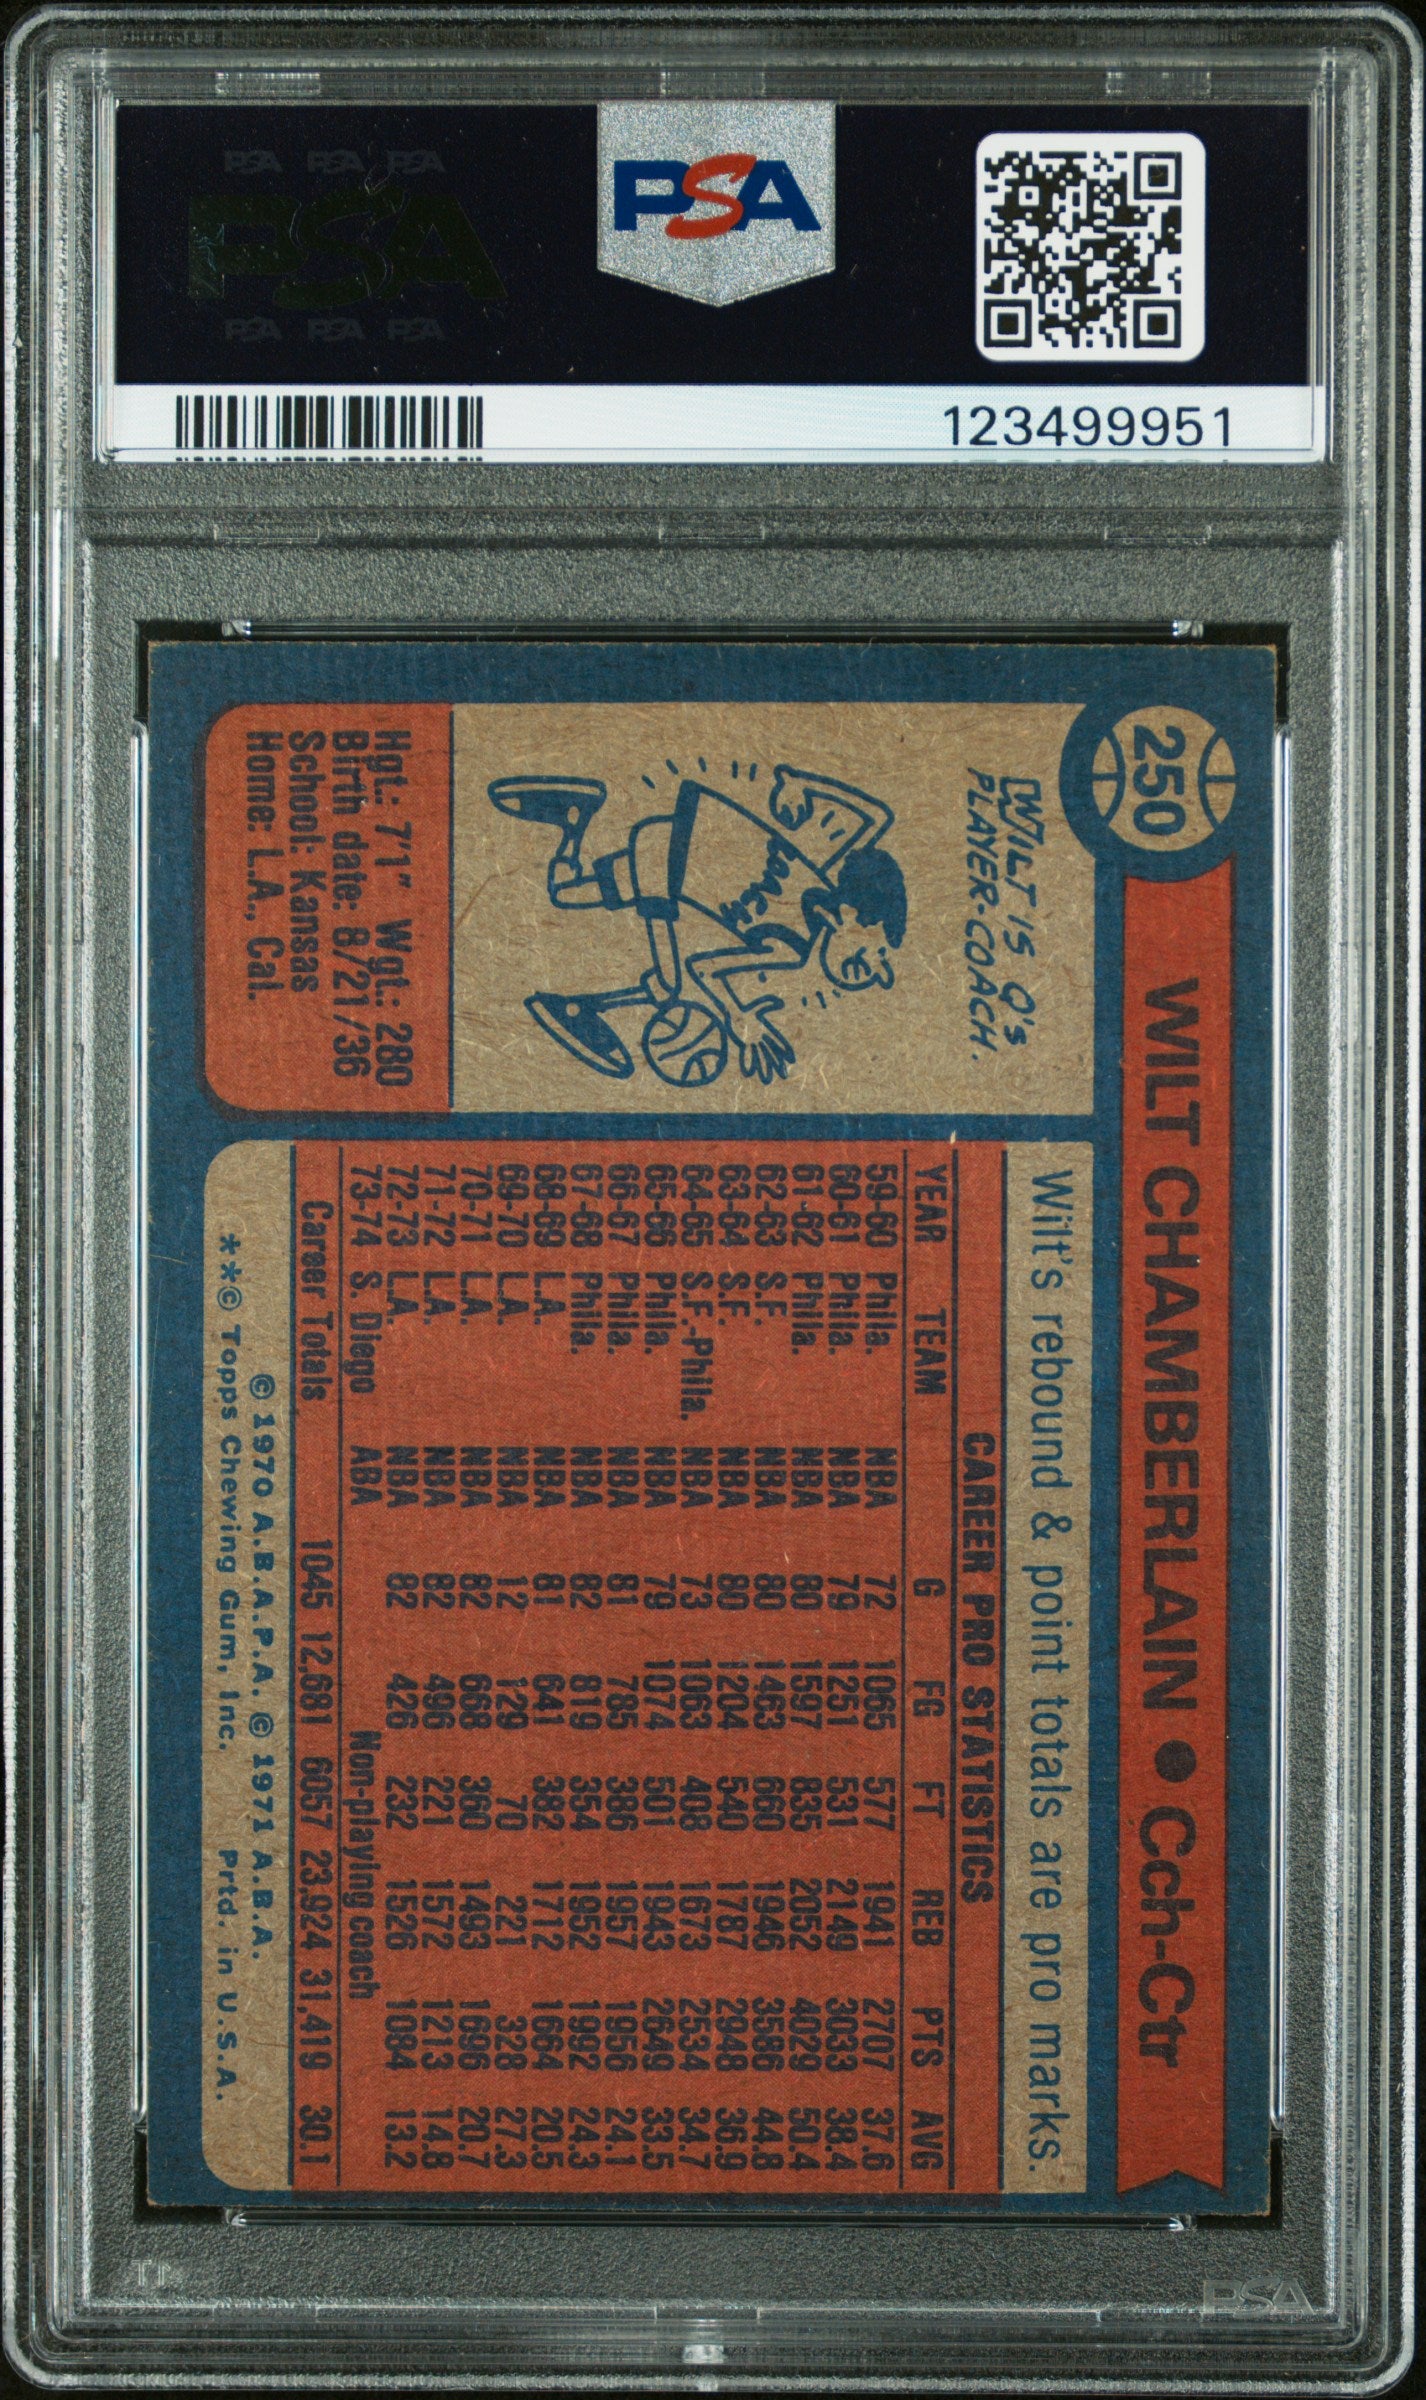 PSA PSA PSA
PSA
PSA PSA PSA
PSA
123499951
250
WILT CHAMBERLAIN • Cch-Ctr
WILT IS Q's
PLAYER-COACH.
Hgt.: 7'1" Wgt.: 280
Birth date: 8/21/36
School: Kansas
Home: L.A., Cal.
Wilt's rebound & point totals are pro marks.
CAREER PRO STATISTICS
YEAR TEAM G FG FT REB PTS AVG
59-60 Phila. NBA 72 1065 577 1941 2707 37.6
60-61 Phila. NBA 79 1251 531 2149 3033 38.4
61-62 Phila. NBA 80 1597 835 2052 4029 50.4
62-63 S.F. NBA 80 1463 660 1946 3586 44.8
63-64 S.F. NBA 80 1204 540 1787 2948 36.9
64-65 S.F.-Phila. NBA 73 1063 408 1673 2534 34.7
65-66 Phila. NBA 79 1074 501 1943 2649 33.5
66-67 Phila. NBA 81 785 386 1957 1956 24.1
67-68 Phila. NBA 82 819 354 1952 1992 24.3
68-69 L.A. NBA 81 641 382 1712 1664 20.5
69-70 L.A. NBA 12 129 70 221 328 27.3
70-71 L.A. NBA 82 668 360 1493 1696 20.7
71-72 L.A. NBA 82 496 221 1572 1213 14.8
72-73 L.A. NBA 82 426 232 1526 1084 13.2
73-74 S. Diego ABA Non-playing coach
Career Totals 1045 12,681 6057 23,924 31,419 30.1
© 1970 A.B.A.P.A. © 1971 A.B.A.
**© Topps Chewing Gum, Inc. Prtd. in U.S.A.
PSA